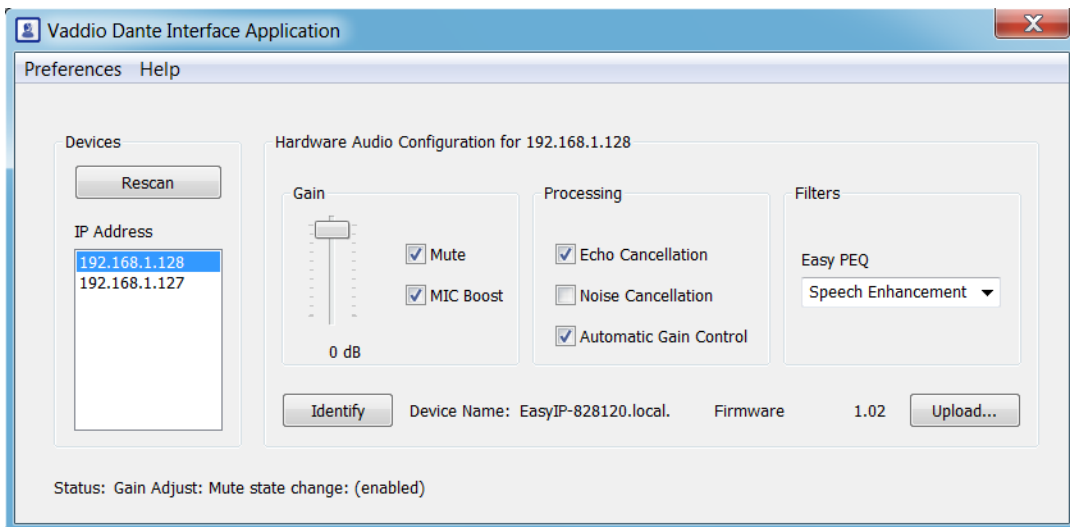 Vaddio Dante Interface Application
X
Preferences Help
Devices
Rescan
IP Address
192.168.1.128
192.168.1.127
Hardware Audio Configuration for 192.168.1.128
Gain
Mute
MIC Boost
0 dB
Processing
Echo Cancellation
Noise Cancellation
Automatic Gain Control
Filters
Easy PEQ
Speech Enhancement
Identify Device Name: EasyIP-828120.local. Firmware 1.02 Upload...
Status: Gain Adjust: Mute state change: (enabled)